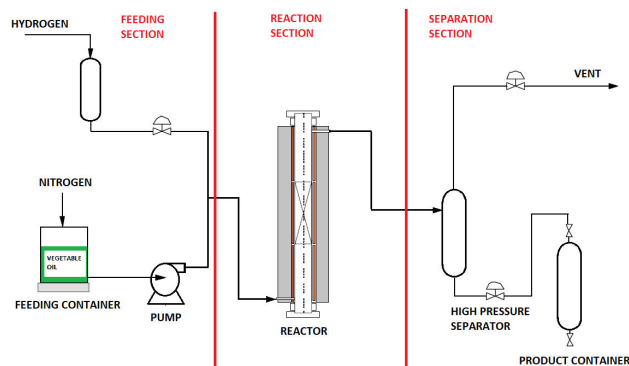 HYDROGEN
FEEDING
SECTION
REACTION
SECTION
SEPARATION
SECTION
VENT
NITROGEN
VEGETABLE
OIL
FEEDING CONTAINER
PUMP
REACTOR
HIGH PRESSURE
SEPARATOR
PRODUCT CONTAINER